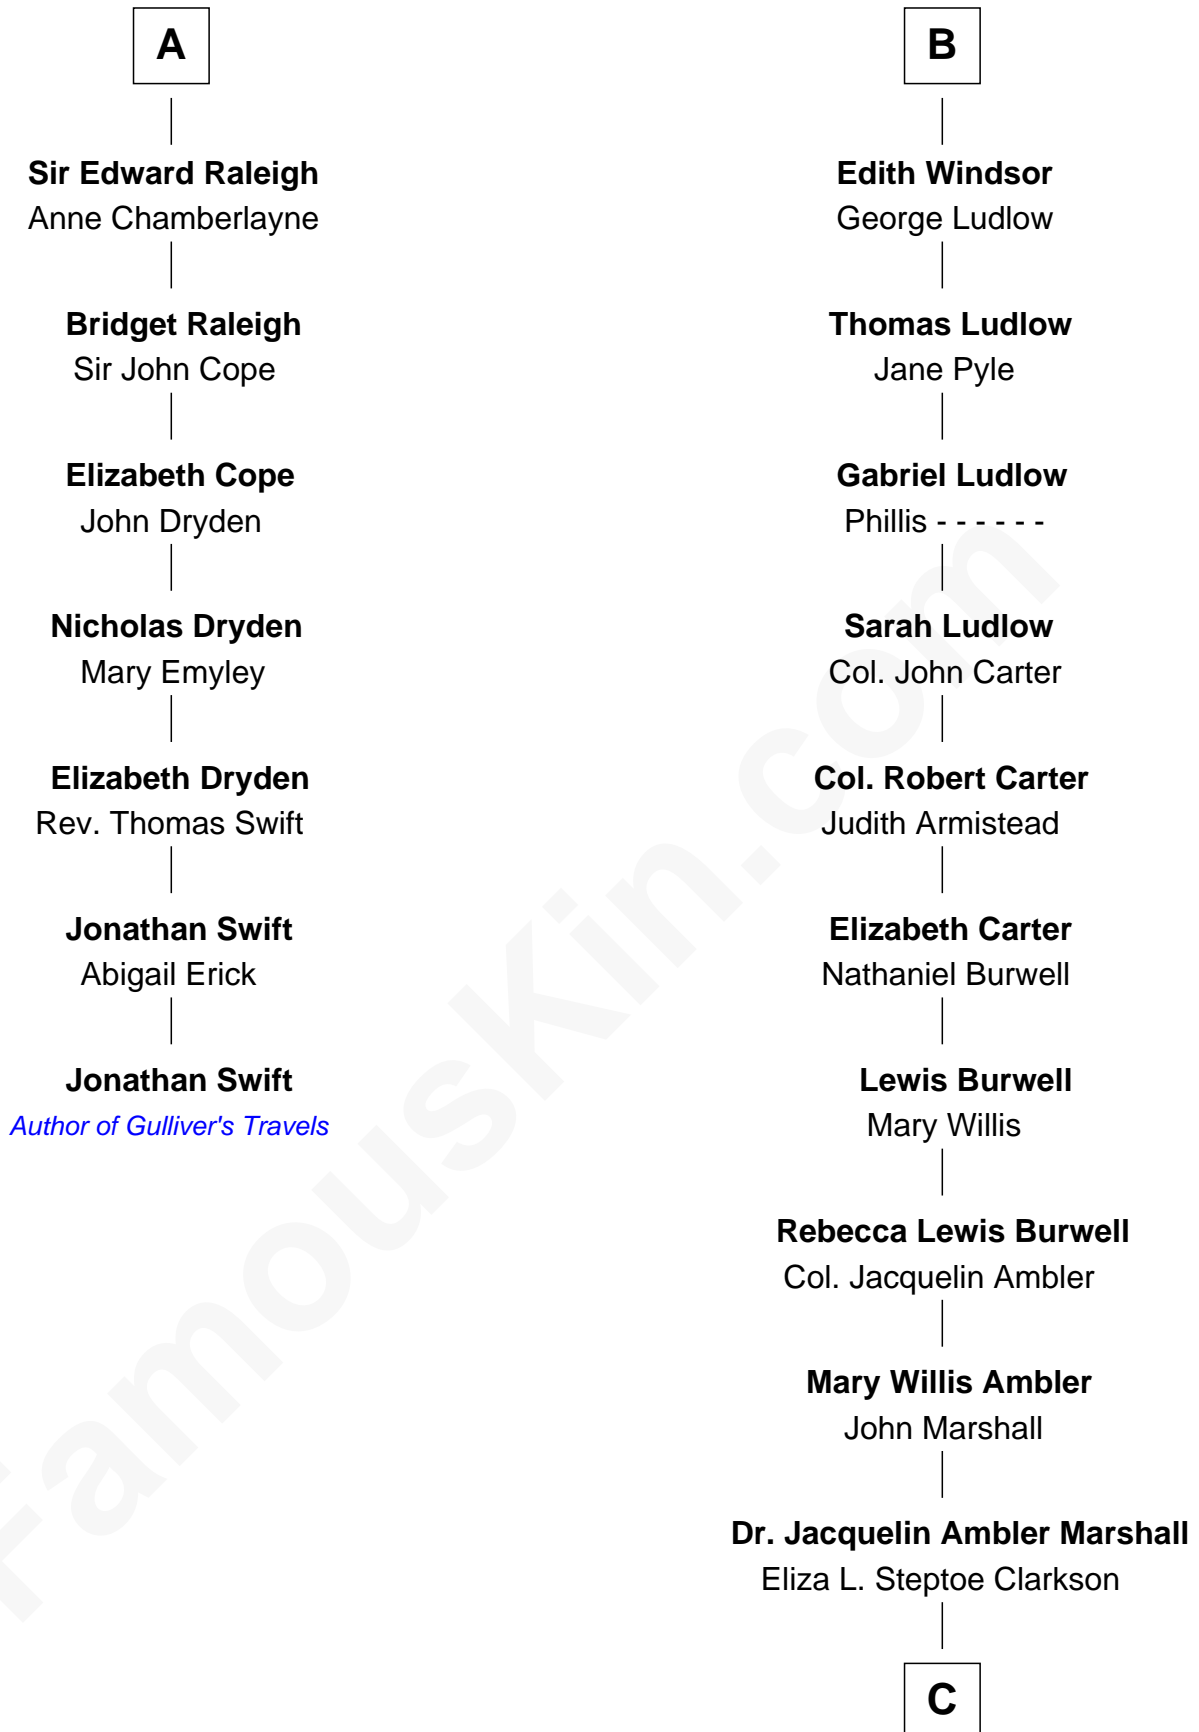 A
Sir Edward Raleigh
Anne Chamberlayne
Bridget Raleigh
Sir John Cope
Elizabeth Cope
John Dryden
Nicholas Dryden
Mary Emyley
Elizabeth Dryden
Rev. Thomas Swift
Jonathan Swift
Abigail Erick
Jonathan Swift
Author of Gulliver's Travels
B
Edith Windsor
George Ludlow
Thomas Ludlow
Jane Pyle
Gabriel Ludlow
Phillis - - - - - -
Sarah Ludlow
Col. John Carter
Col. Robert Carter
Judith Armistead
Elizabeth Carter
Nathaniel Burwell
Lewis Burwell
Mary Willis
Rebecca Lewis Burwell
Col. Jacquelin Ambler
Mary Willis Ambler
John Marshall
Dr. Jacquelin Ambler Marshall
Eliza L. Steptoe Clarkson
C
FamousKin.com